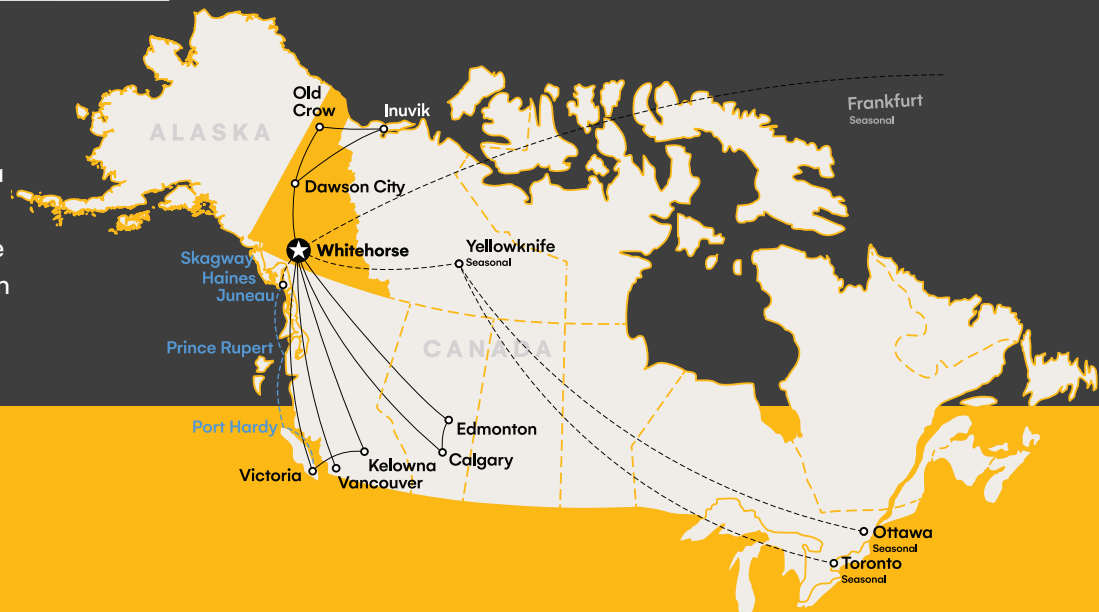 Old
Crow
Inuvik
ALASKA
Frankfurt
Seasonal
Dawson City
Whitehorse
Yellowknife
Seasonal
Skagway
Haines
Juneau
Prince Rupert
CANADA
Port Hardy
Edmonton
Calgary
Kelowna
Victoria
Vancouver
Ottawa
Seasonal
Toronto
Seasonal